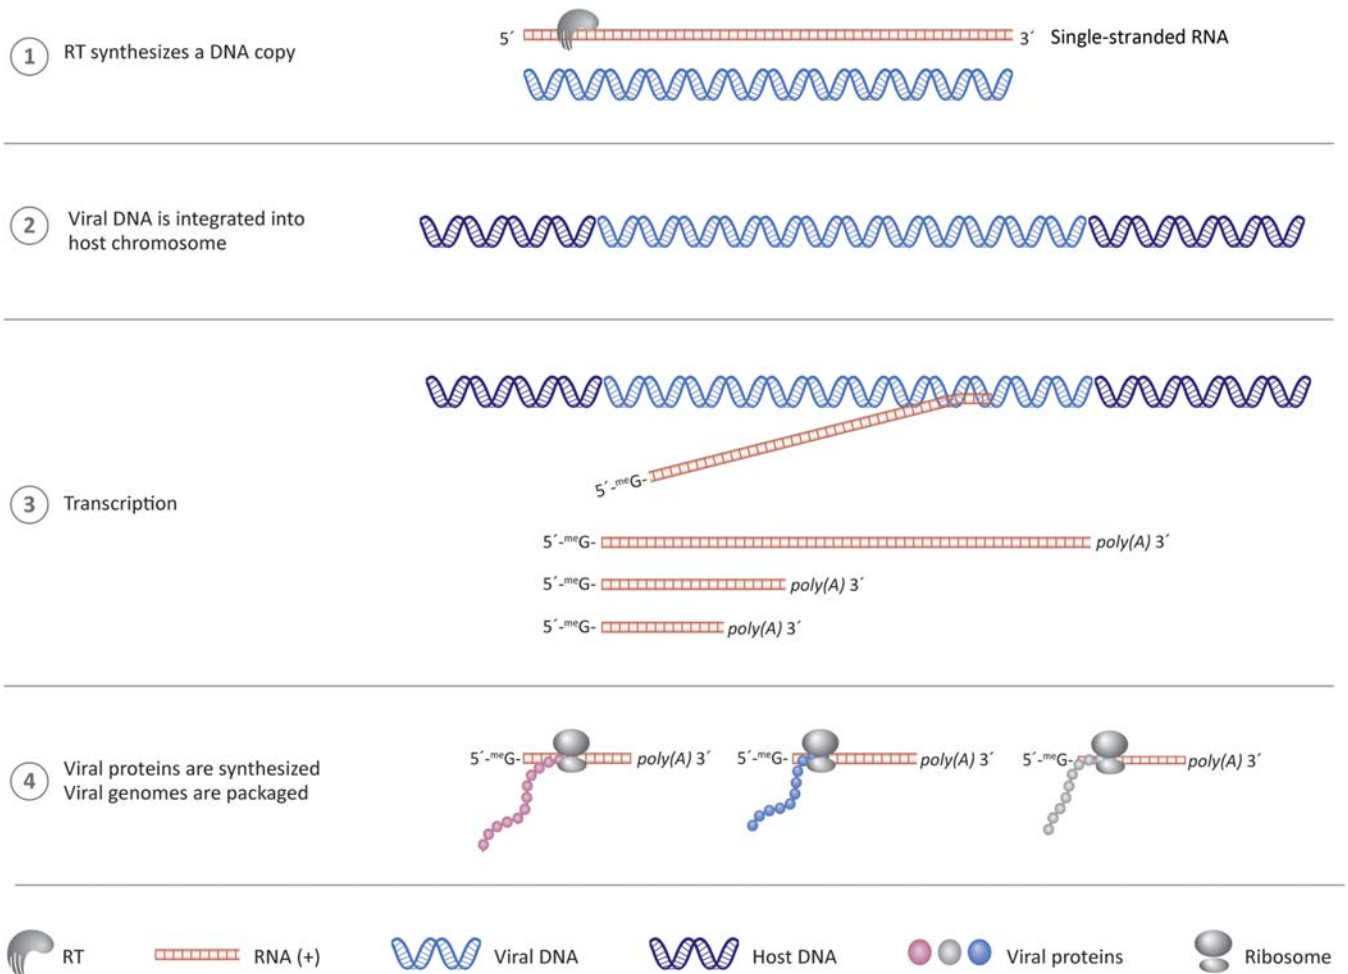 1
RT synthesizes a DNA copy
5´
3´
Single-stranded RNA
2
Viral DNA is integrated into
host chromosome
5´-meG-
3
Transcription
5´-meG-
poly(A) 3´
5´-meG-
poly(A) 3´
5´-meG-
poly(A) 3´
4
Viral proteins are synthesized
Viral genomes are packaged
5´-meG-
poly(A) 3´
5´-meG-
poly(A) 3´
5´-meG-
poly(A) 3´
RT
RNA (+)
Viral DNA
Host DNA
Viral proteins
Ribosome